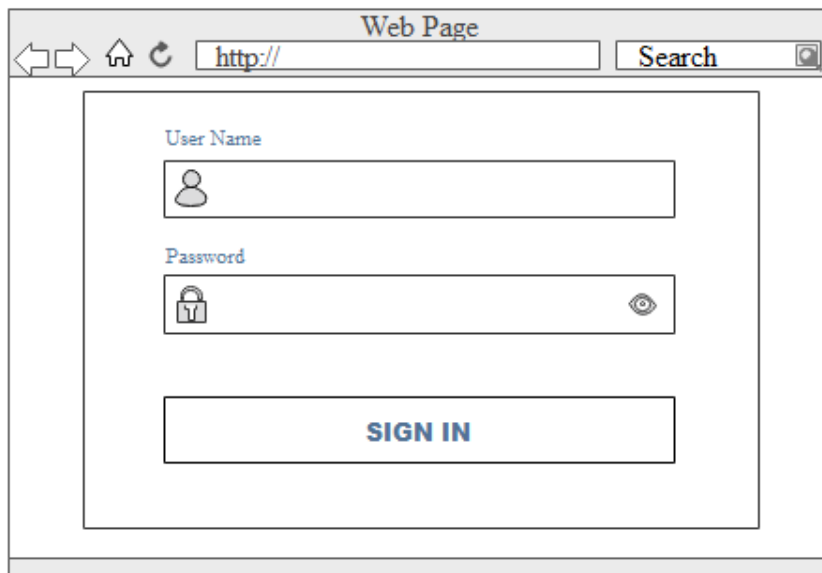 Web Page
http://
Search
User Name
Password
SIGN IN